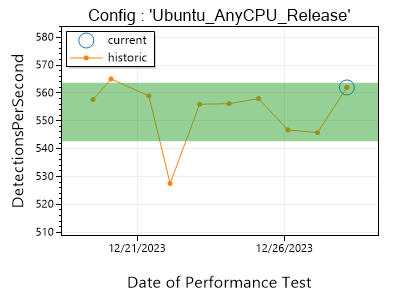 Config : 'Ubuntu_AnyCPU_Release'
current
historic
DetectionsPerSecond
580
570
560
550
540
530
520
510
12/21/2023
12/26/2023
Date of Performance Test